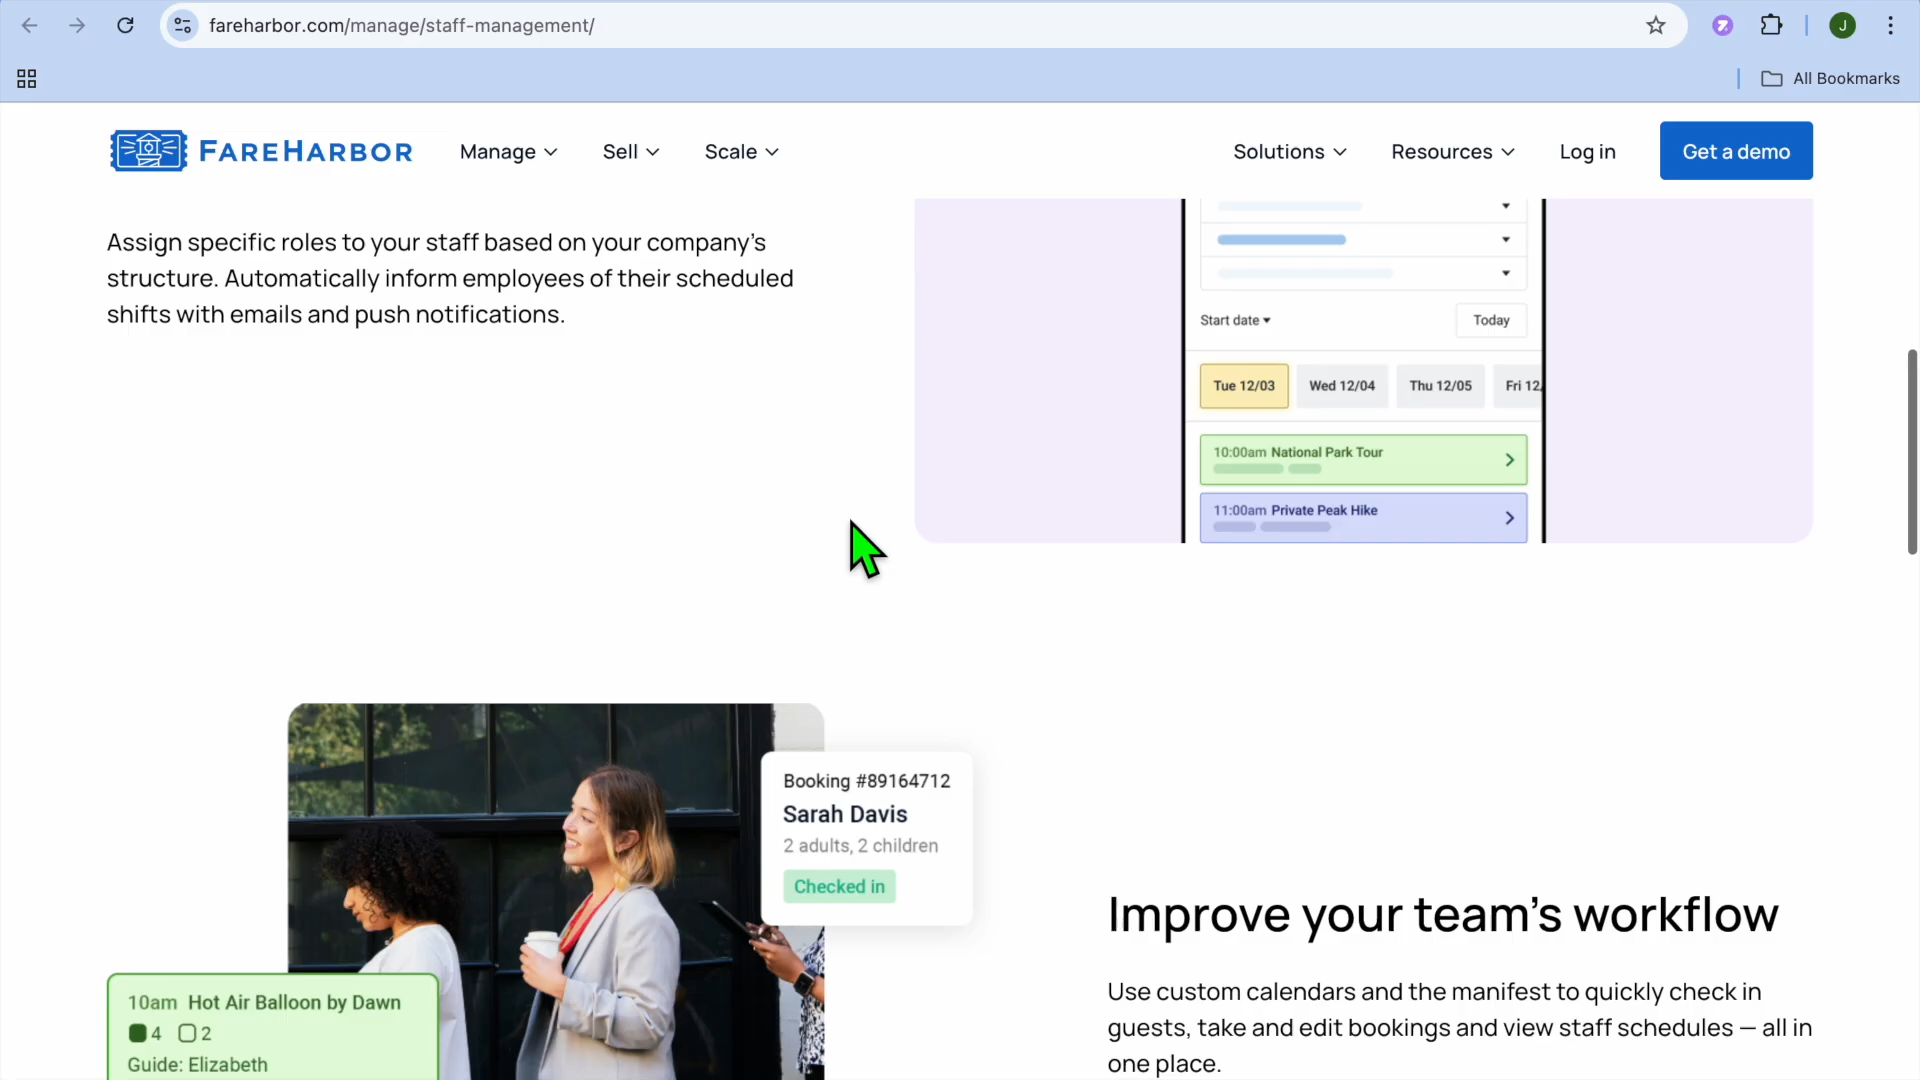 fareharbor.com/manage/staff-management/
J
All Bookmarks
FAREHARBOR
Manage
Sell
Scale
Solutions
Resources
Log in
Get a demo
Assign specific roles to your staff based on your company's
structure. Automatically inform employees of their scheduled
shifts with emails and push notifications.
Start date
Today
Tue 12/03
Wed 12/04
Thu 12/05
Fri 12/
10:00am National Park Tour
11:00am Private Peak Hike
Booking #89164712
Sarah Davis
2 adults, 2 children
Checked in
10am Hot Air Balloon by Dawn
4 2
Guide: Elizabeth
Improve your team's workflow
Use custom calendars and the manifest to quickly check in
guests, take and edit bookings and view staff schedules — all in
one place.